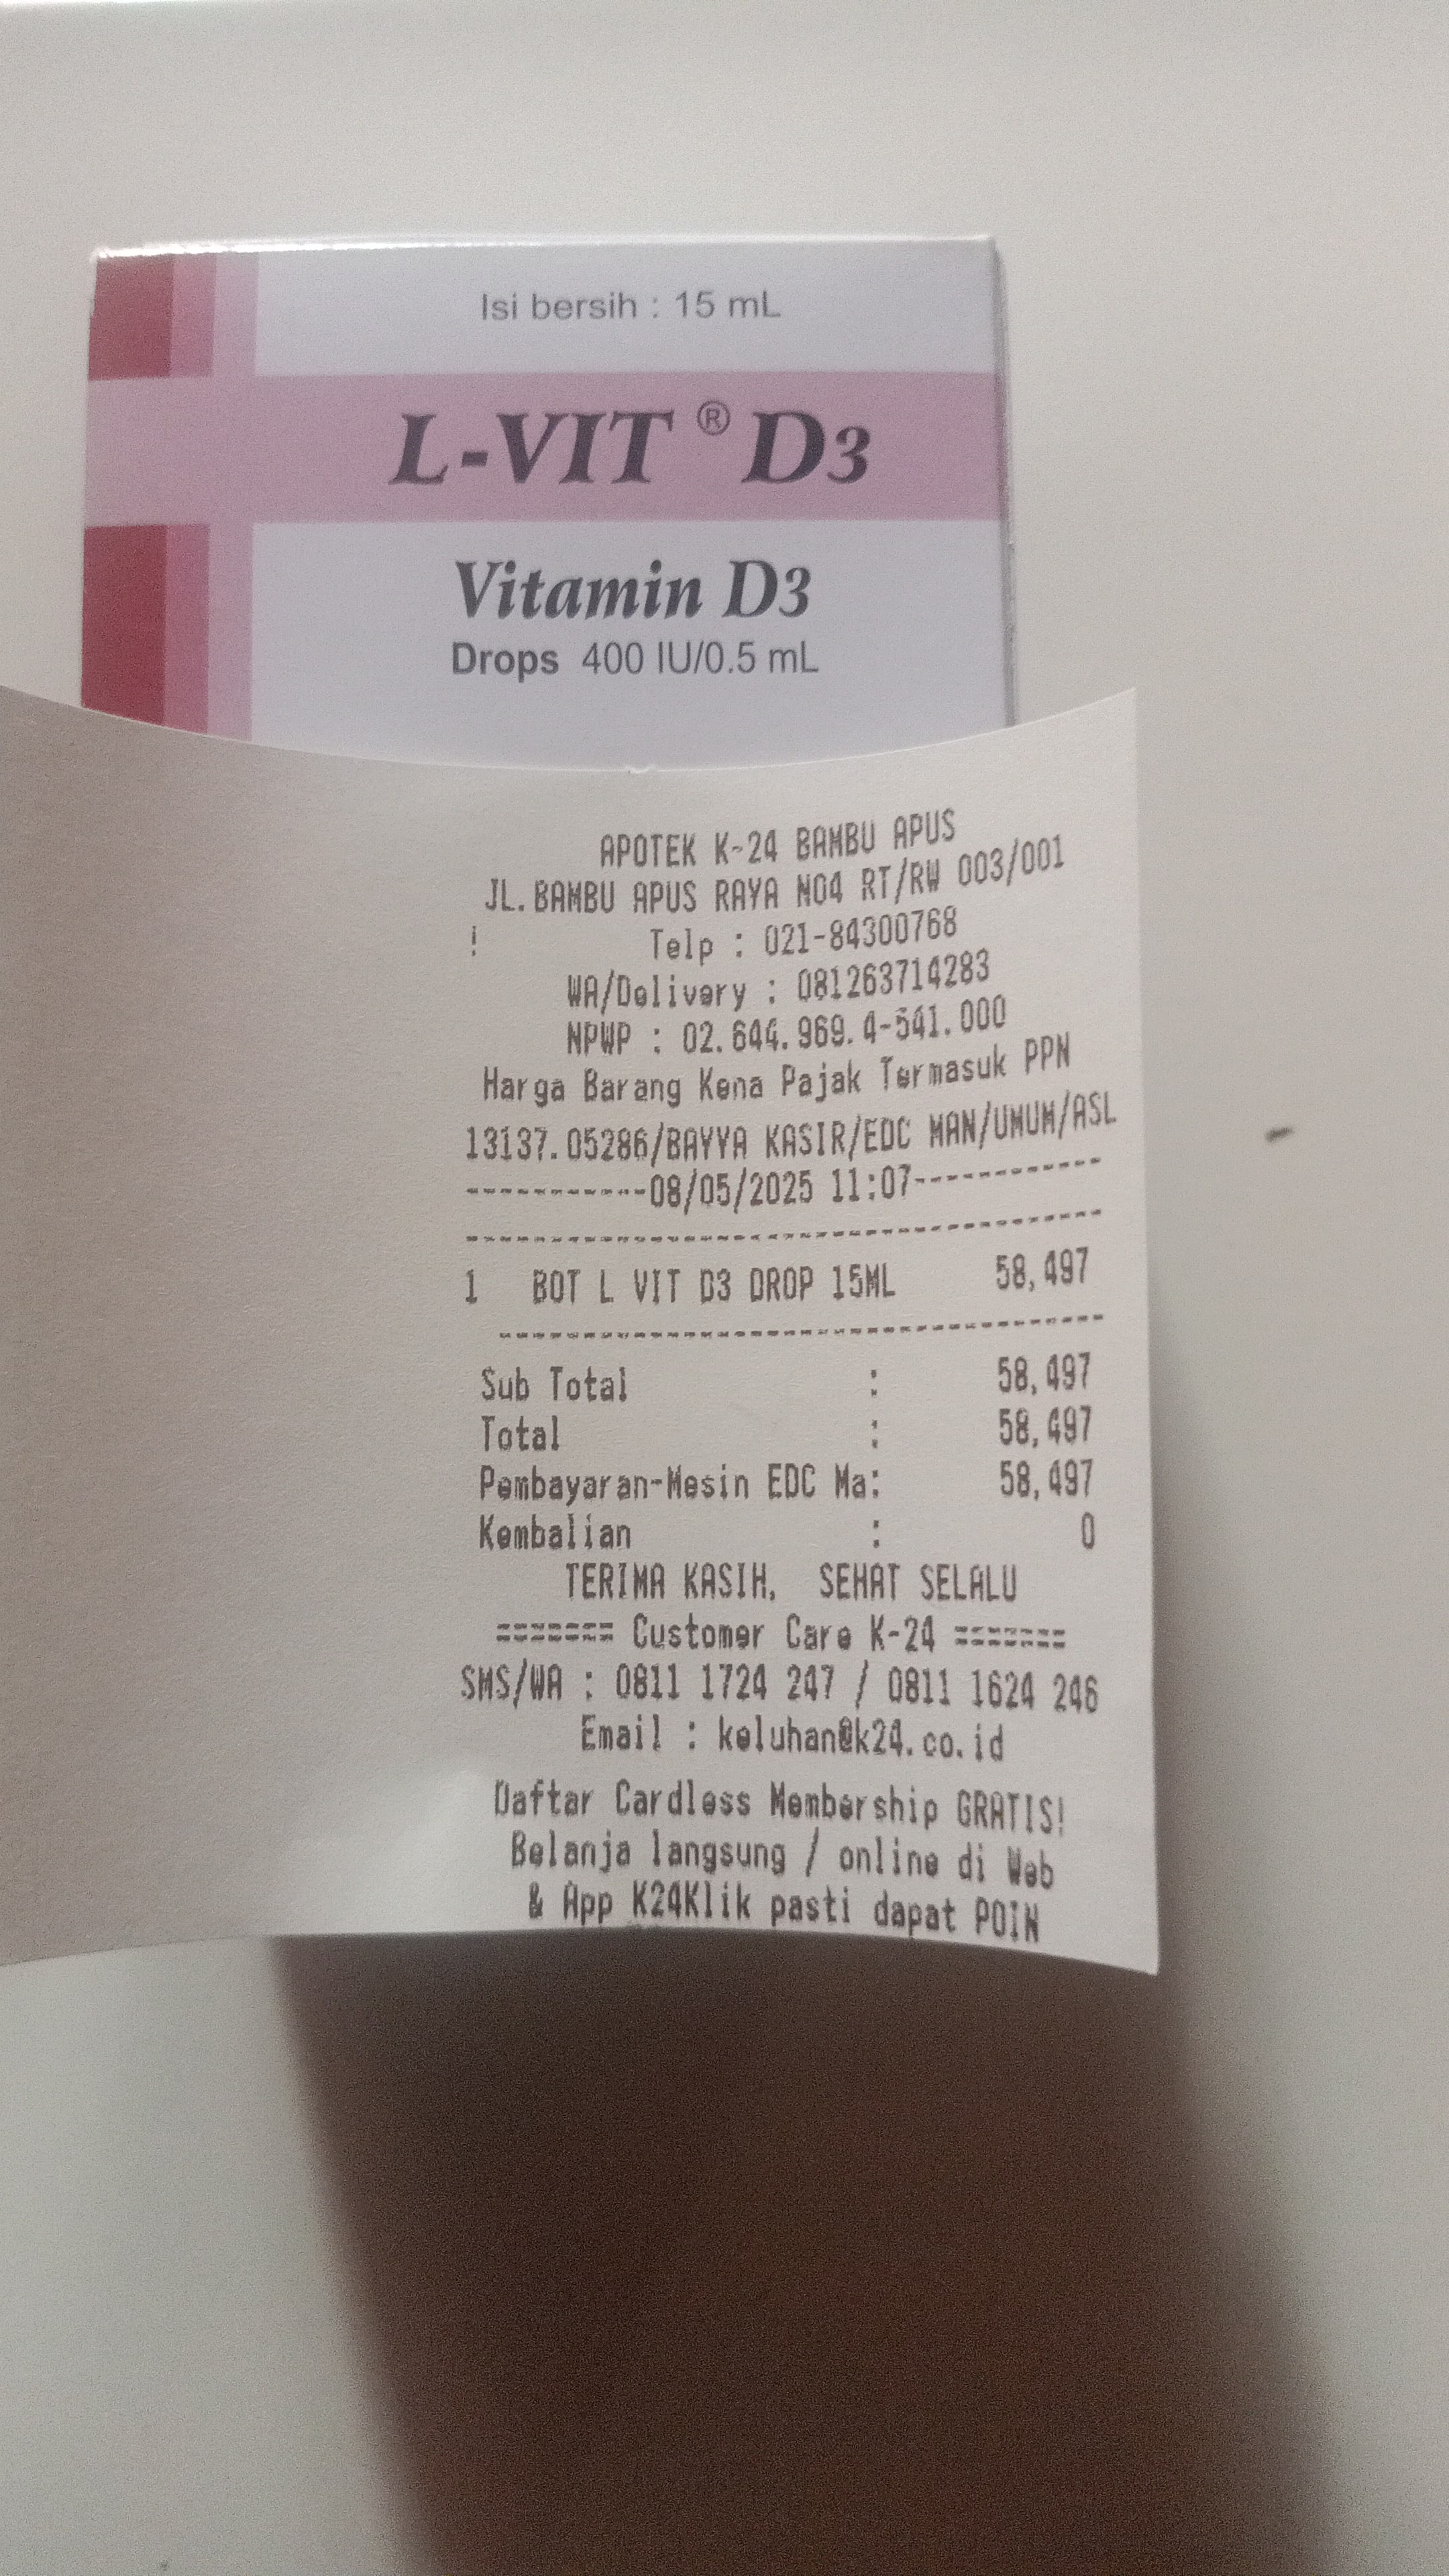 Isi bersih : 15 mL
L-VIT ® D3
Vitamin D3
Drops 400 IU/0.5 mL
APOTEK K-24 BAMBU APUS
JL.BAMBU APUS RAYA NO4 RT/RW 003/001
! Telp : 021-84300768
WA/Delivery : 081263714283
NPWP : 02.644.969.4-541.000
Harga Barang Kena Pajak Termasuk PPN
13137.05286/BAYYA KASIR/EDC MAN/UMUM/ASL
-----------08/05/2025 11:07------------
---------------------------------------
1 BOT L VIT D3 DROP 15ML 58,497
-------------------------------------
Sub Total : 58,497
Total : 58,497
Pembayaran-Mesin EDC Ma: 58,497
Kembalian : 0
TERIMA KASIH, SEHAT SELALU
======= Customer Care K-24 =======
SMS/WA : 0811 1724 247 / 0811 1624 246
Email : keluhan@k24.co.id
Daftar Cardless Membership GRATIS!
Belanja langsung / online di Web
& App K24Klik pasti dapat POIN